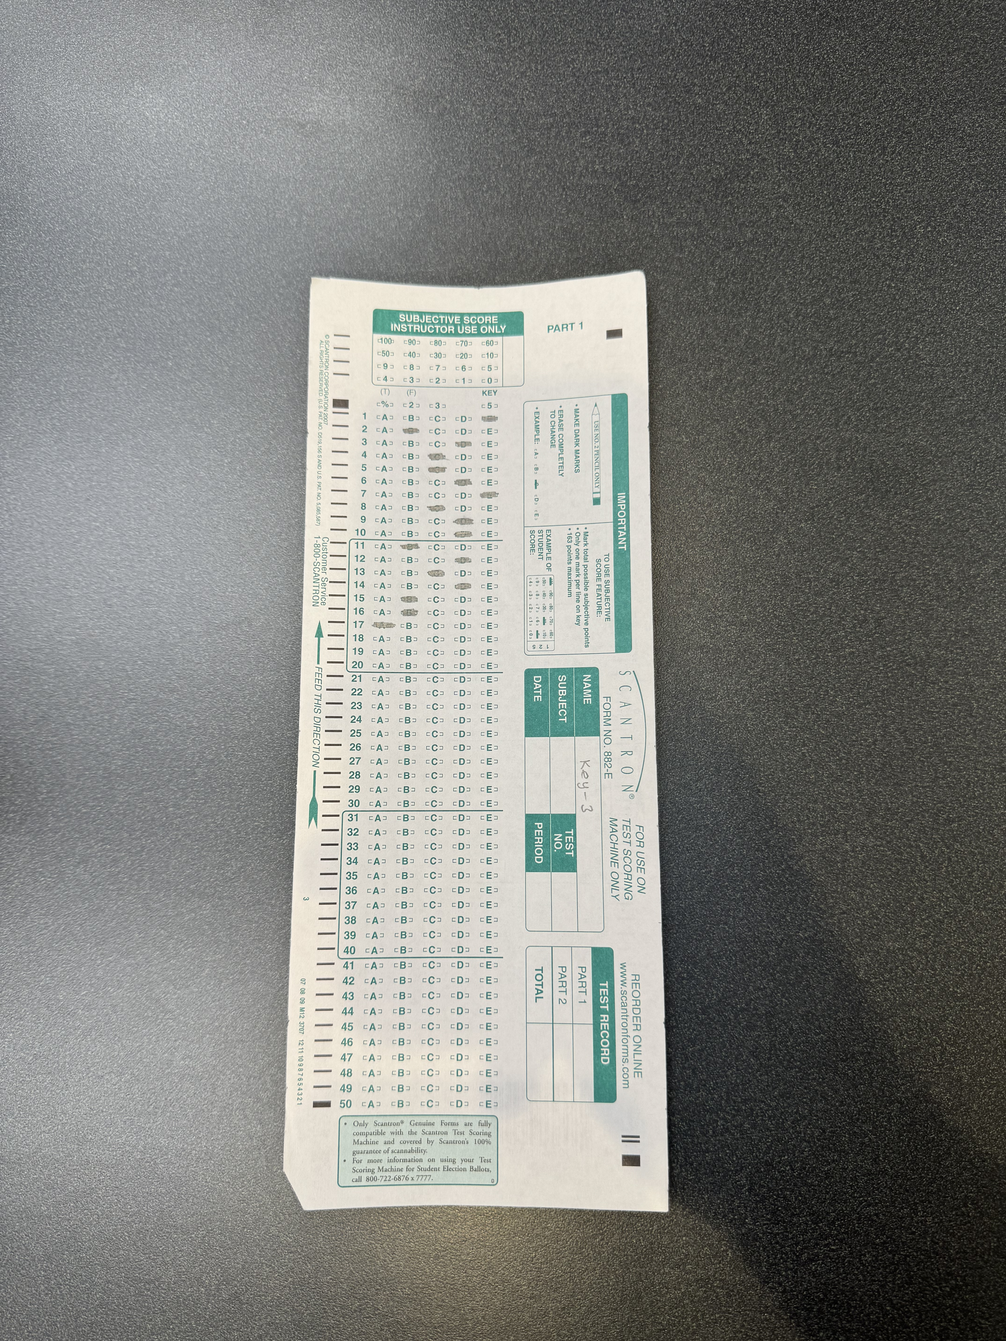 SUBJECTIVE SCORE
INSTRUCTOR USE ONLY
100 90 80 70 60
50 40 30 20 10
9 8 7 6 5
4 3 2 1 0
(T) (F) KEY
% 2 3 5
1 A B C D
2 A C D E
3 A B C E
4 A B D E
5 A B D E
6 A B C E
7 A B C D
8 A B D E
9 A B C E
10 A B C E
11 A C D E
12 A B C E
13 A B D E
14 A B C E
15 A C D E
16 A C D E
17 B C D E
18 A B C D E
19 A B C D E
20 A B C D E
21 A B C D E
22 A B C D E
23 A B C D E
24 A B C D E
25 A B C D E
26 A B C D E
27 A B C D E
28 A B C D E
29 A B C D E
30 A B C D E
31 A B C D E
32 A B C D E
33 A B C D E
34 A B C D E
35 A B C D E
36 A B C D E
37 A B C D E
38 A B C D E
39 A B C D E
40 A B C D E
41 A B C D E
42 A B C D E
43 A B C D E
44 A B C D E
45 A B C D E
46 A B C D E
47 A B C D E
48 A B C D E
49 A B C D E
50 A B C D E
• Only Scantron® Genuine Forms are fully
compatible with the Scantron Test Scoring
Machine and covered by Scantron's 100%
guarantee of scannability.
• For more information on using your Test
Scoring Machine for Student Election Ballots,
call 800-722-6876 x 7777.
PART 1
IMPORTANT
USE NO. 2 PENCIL ONLY
• MAKE DARK MARKS
• ERASE COMPLETELY
TO CHANGE
• EXAMPLE: A B D E
TO USE SUBJECTIVE
SCORE FEATURE:
• Mark total possible subjective points
• Only one mark per line on key
• 163 points maximum
EXAMPLE OF
STUDENT
SCORE:
SCANTRON®
FORM NO. 882-E
FOR USE ON
TEST SCORING
MACHINE ONLY
NAME Key-3
SUBJECT
TEST
NO.
DATE
PERIOD
REORDER ONLINE
www.scantronforms.com
TEST RECORD
PART 1
PART 2
TOTAL
© SCANTRON CORPORATION 2007
ALL RIGHTS RESERVED.
Customer Service
1-800-SCANTRON
FEED THIS DIRECTION
3
07 08 09 M12 3707 12 11 10 9 8 7 6 5 4 3 2 1